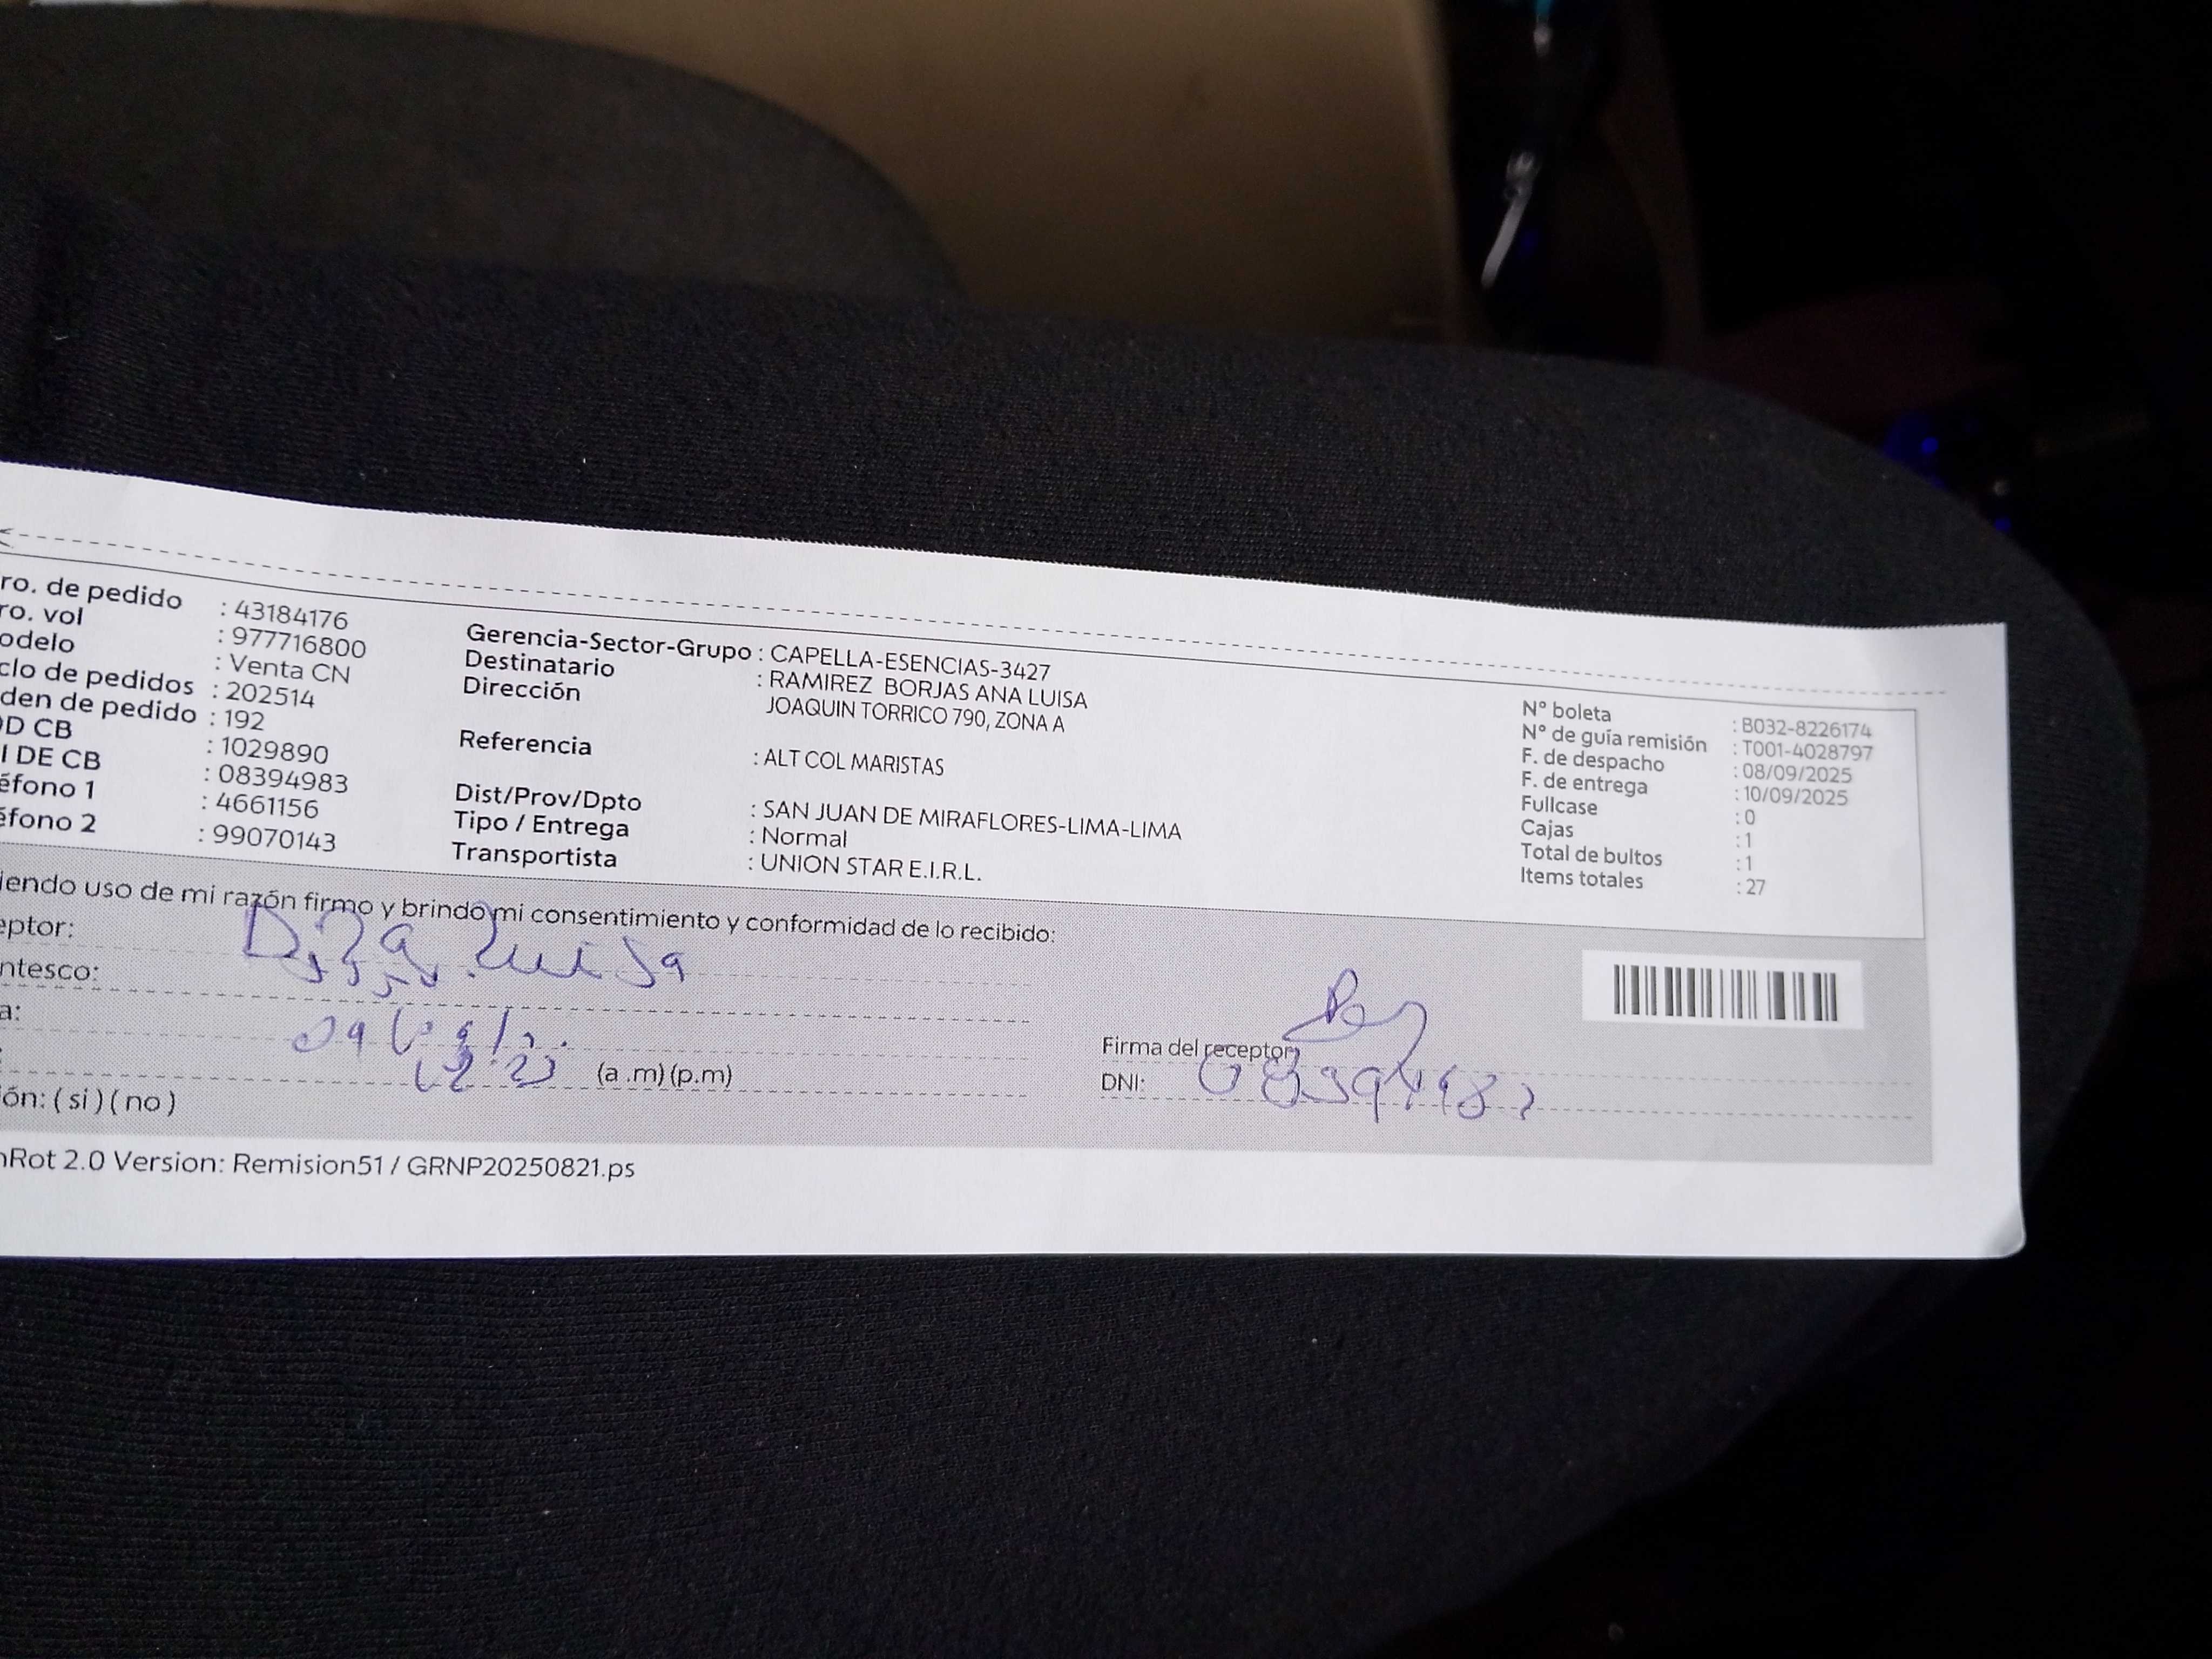 ro. de pedido : 43184176
ro. vol : 977716800
odelo : Venta CN
clo de pedidos : 202514
den de pedido : 192
D CB : 1029890
I DE CB : 08394983
éfono 1 : 4661156
éfono 2 : 99070143
Gerencia-Sector-Grupo : CAPELLA-ESENCIAS-3427
Destinatario : RAMIREZ BORJAS ANA LUISA
Dirección JOAQUIN TORRICO 790, ZONA A
Referencia : ALT COL MARISTAS
Dist/Prov/Dpto : SAN JUAN DE MIRAFLORES-LIMA-LIMA
Tipo / Entrega : Normal
Transportista : UNION STAR E.I.R.L.
N° boleta : B032-8226174
N° de guía remisión : T001-4028797
F. de despacho : 08/09/2025
F. de entrega : 10/09/2025
Fullcase : 0
Cajas : 1
Total de bultos : 1
Items totales : 27
iendo uso de mi razón firmo y brindo mi consentimiento y conformidad de lo recibido:
eptor: Luisa
ntesco:
a:
: (a .m) (p.m)
ón: ( si ) ( no )
Firma del receptor
DNI:
nRot 2.0 Version: Remision51 / GRNP20250821.ps